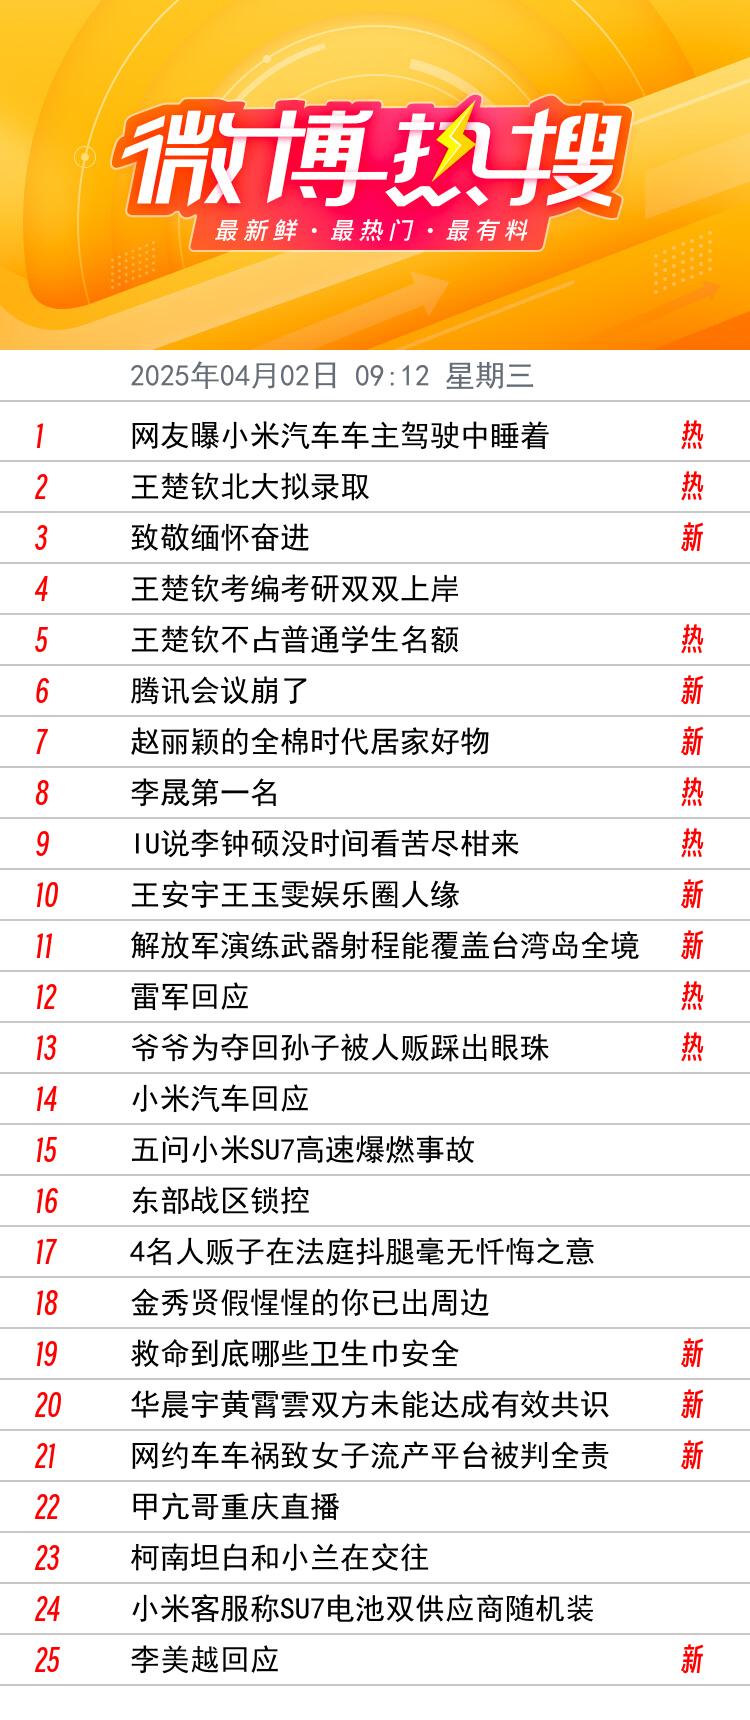 微博热搜
最新鲜·最热门·最有料
2025年04月02日 09:12 星期三
1 网友曝小米汽车车主驾驶中睡着 热
2 王楚钦北大拟录取 热
3 致敬缅怀奋进 新
4 王楚钦考编考研双双上岸
5 王楚钦不占普通学生名额 热
6 腾讯会议崩了 新
7 赵丽颖的全棉时代居家好物 新
8 李晟第一名 热
9 IU说李钟硕没时间看苦尽柑来 热
10 王安宇王玉雯娱乐圈人缘 新
11 解放军演练武器射程能覆盖台湾岛全境 新
12 雷军回应 热
13 爷爷为夺回孙子被人贩踩出眼珠 热
14 小米汽车回应
15 五问小米SU7高速爆燃事故
16 东部战区锁控
17 4名人贩子在法庭抖腿毫无忏悔之意
18 金秀贤假惺惺的你已出周边
19 救命到底哪些卫生巾安全 新
20 华晨宇黄霄雲双方未能达成有效共识 新
21 网约车车祸致女子流产平台被判全责 新
22 甲亢哥重庆直播
23 柯南坦白和小兰在交往
24 小米客服称SU7电池双供应商随机装
25 李美越回应 新